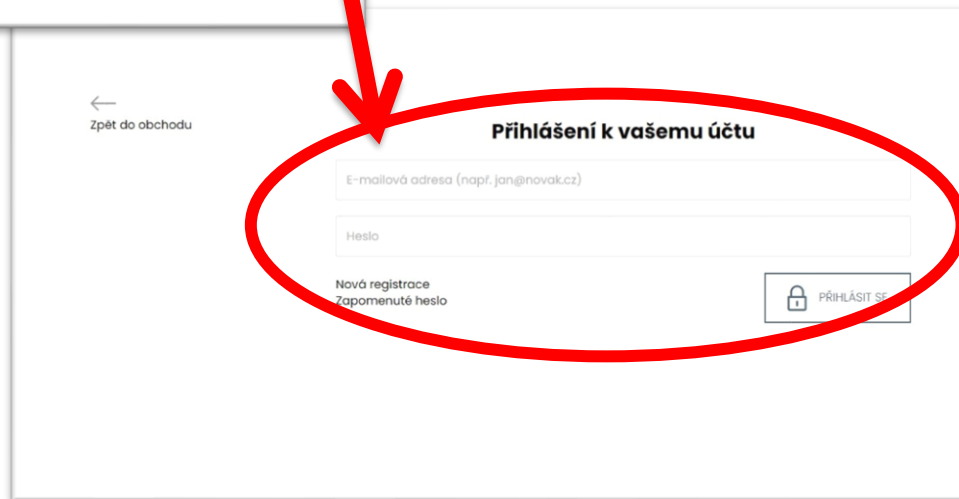 Zpět do obchodu
Přihlášení k vašemu účtu
E-mailová adresa (např. jan@novak.cz)
Heslo
Nová registrace
Zapomenuté heslo
PŘIHLÁSIT SE